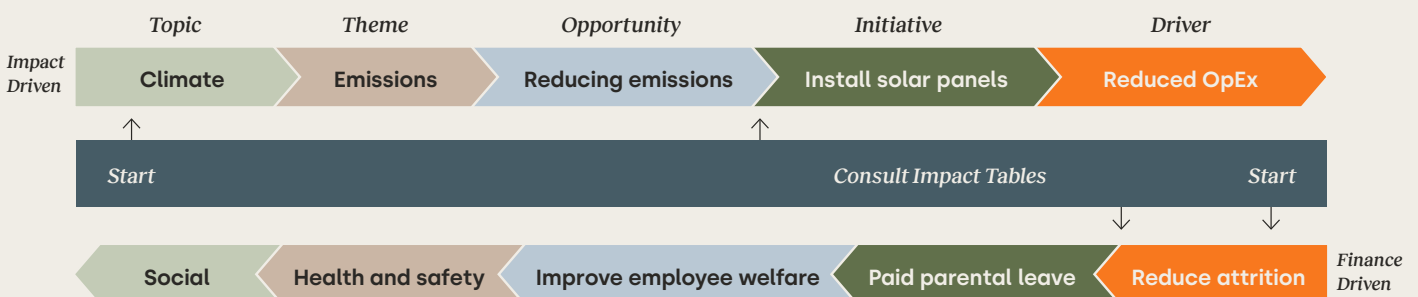 Topic
Theme
Opportunity
Initiative
Driver
Impact
Driven
Climate
Emissions
Reducing emissions
Install solar panels
Reduced OpEx
Start
Consult Impact Tables
Start
Social
Health and safety
Improve employee welfare
Paid parental leave
Reduce attrition
Finance
Driven